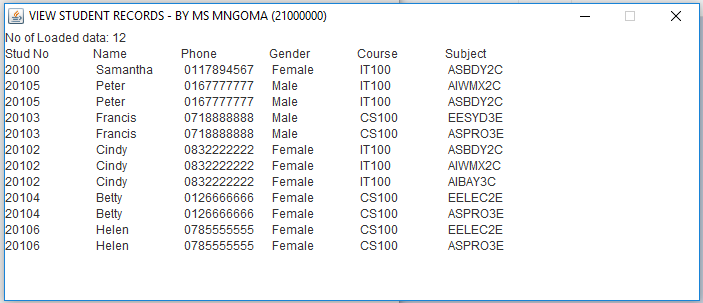 VIEW STUDENT RECORDS - BY MS MNGOMA (21000000)
No of Loaded data: 12
Stud No Name Phone Gender Course Subject
20100 Samantha 0117894567 Female IT100 ASBDY2C
20105 Peter 0167777777 Male IT100 AIWMX2C
20105 Peter 0167777777 Male IT100 ASBDY2C
20103 Francis 0718888888 Male CS100 EESYD3E
20103 Francis 0718888888 Male CS100 ASPRO3E
20102 Cindy 0832222222 Female IT100 ASBDY2C
20102 Cindy 0832222222 Female IT100 AIWMX2C
20102 Cindy 0832222222 Female IT100 AIBAY3C
20104 Betty 0126666666 Female CS100 EELEC2E
20104 Betty 0126666666 Female CS100 ASPRO3E
20106 Helen 0785555555 Female CS100 EELEC2E
20106 Helen 0785555555 Female CS100 ASPRO3E